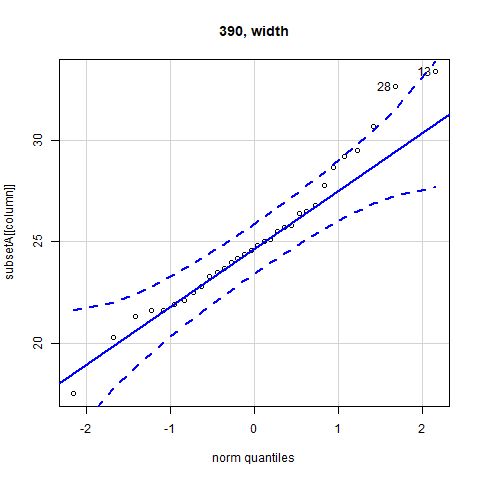 390, width
28
13
30
25
20
subsetA[[column]]
-2 -1 0 1 2
norm quantiles